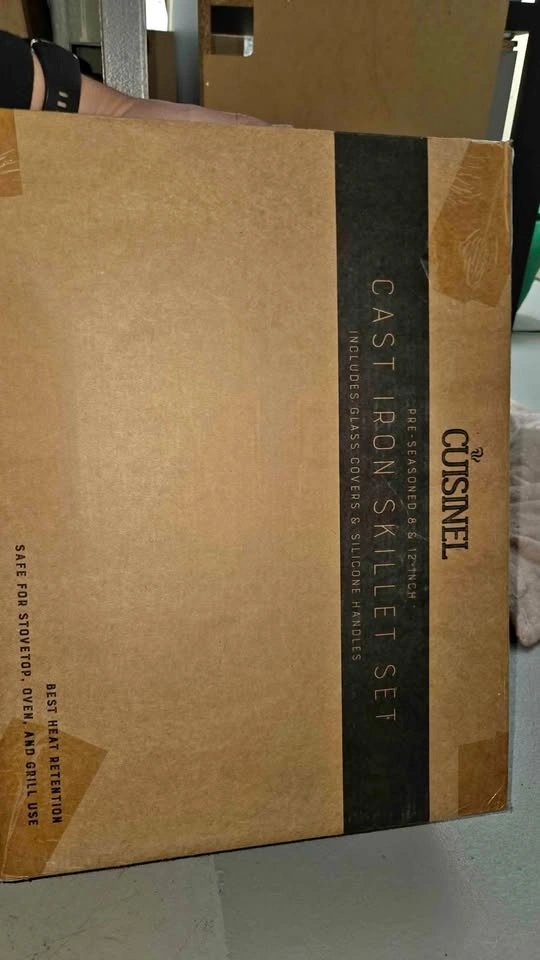 CUISINEL
PRE-SEASONED 8 & 12-INCH
CAST IRON SKILLET SET
INCLUDES GLASS COVERS & SILICONE HANDLES
BEST HEAT RETENTION
SAFE FOR STOVETOP, OVEN, AND GRILL USE